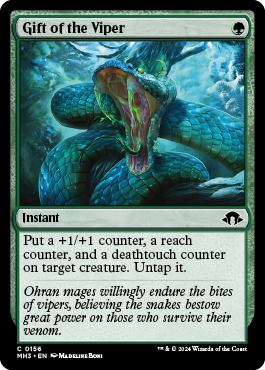 Gift of the Viper
Instant
Put a +1/+1 counter, a reach
counter, and a deathtouch counter
on target creature. Untap it.
Ohran mages willingly endure the bites
of vipers, believing the snakes bestow
great power on those who survive their
venom.
C 0156
MH3 • EN Madeline Boni
™ & © 2024 Wizards of the Coast